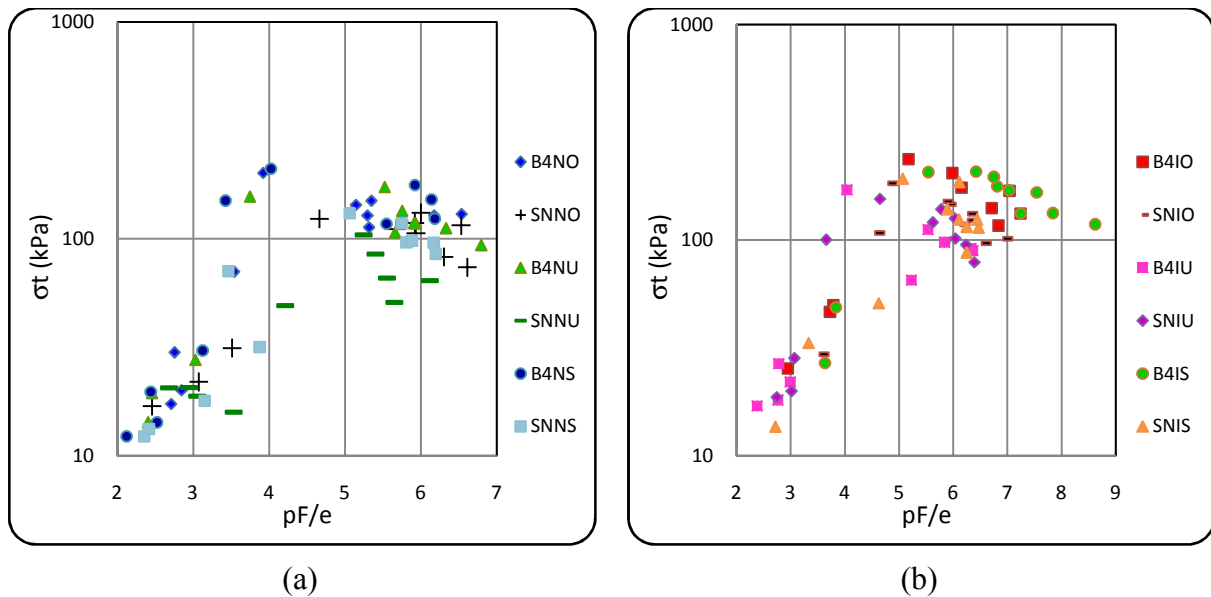 1000
100
10
σt (kPa)
2 3 4 5 6 7
pF/e
B4NO
SNNO
B4NU
SNNU
B4NS
SNNS
(a)
1000
100
10
σt (kPa)
2 3 4 5 6 7 8 9
pF/e
B4IO
SNIO
B4IU
SNIU
B4IS
SNIS
(b)